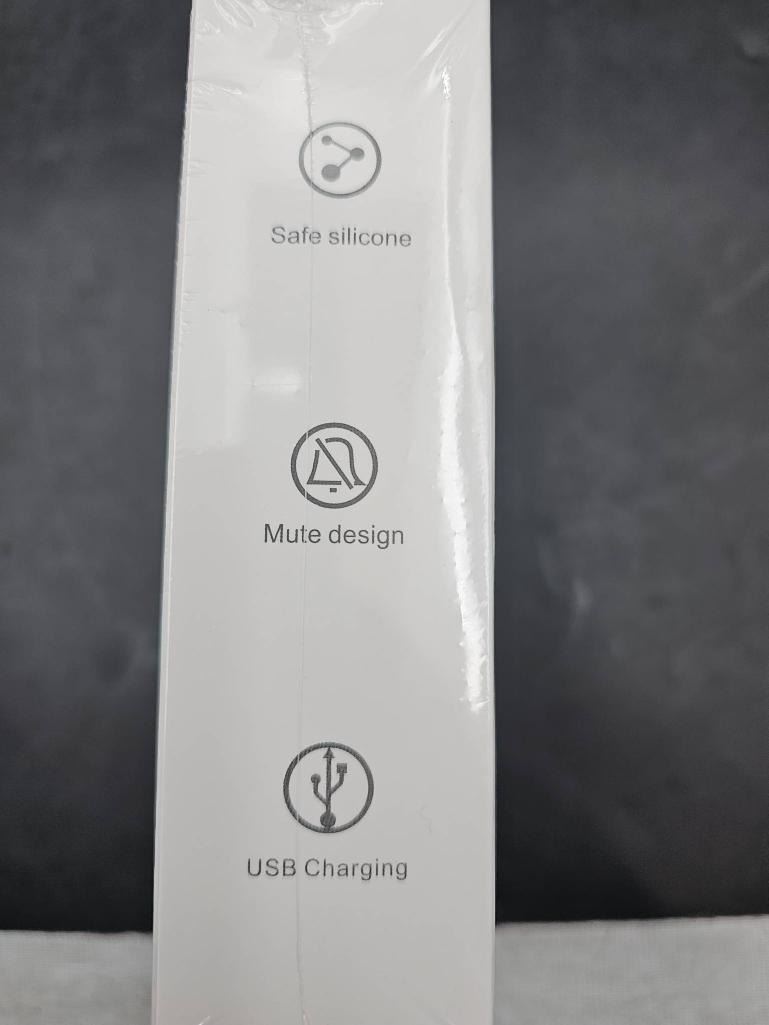 Safe silicone
Mute design
USB Charging